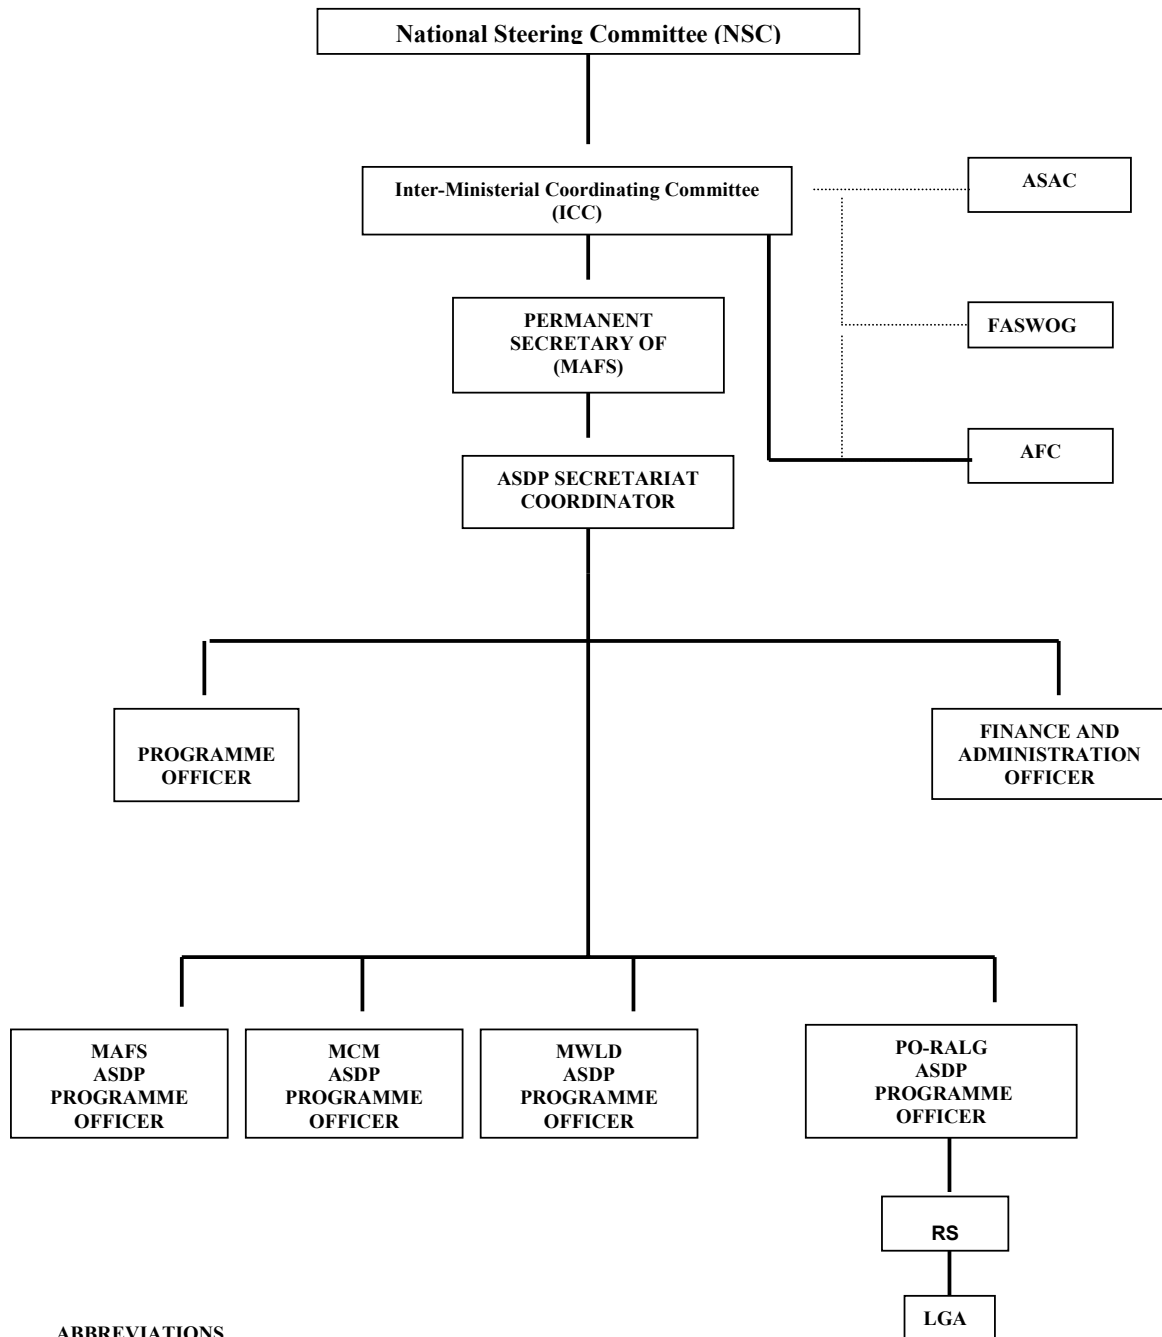 National Steering Committee (NSC)
Inter-Ministerial Coordinating Committee
(ICC)
ASAC
PERMANENT
SECRETARY OF
(MAFS)
FASWOG
AFC
ASDP SECRETARIAT
COORDINATOR
PROGRAMME
OFFICER
FINANCE AND
ADMINISTRATION
OFFICER
MAFS
ASDP
PROGRAMME
OFFICER
MCM
ASDP
PROGRAMME
OFFICER
MWLD
ASDP
PROGRAMME
OFFICER
PO-RALG
ASDP
PROGRAMME
OFFICER
RS
LGA
ABBREVIATIONS